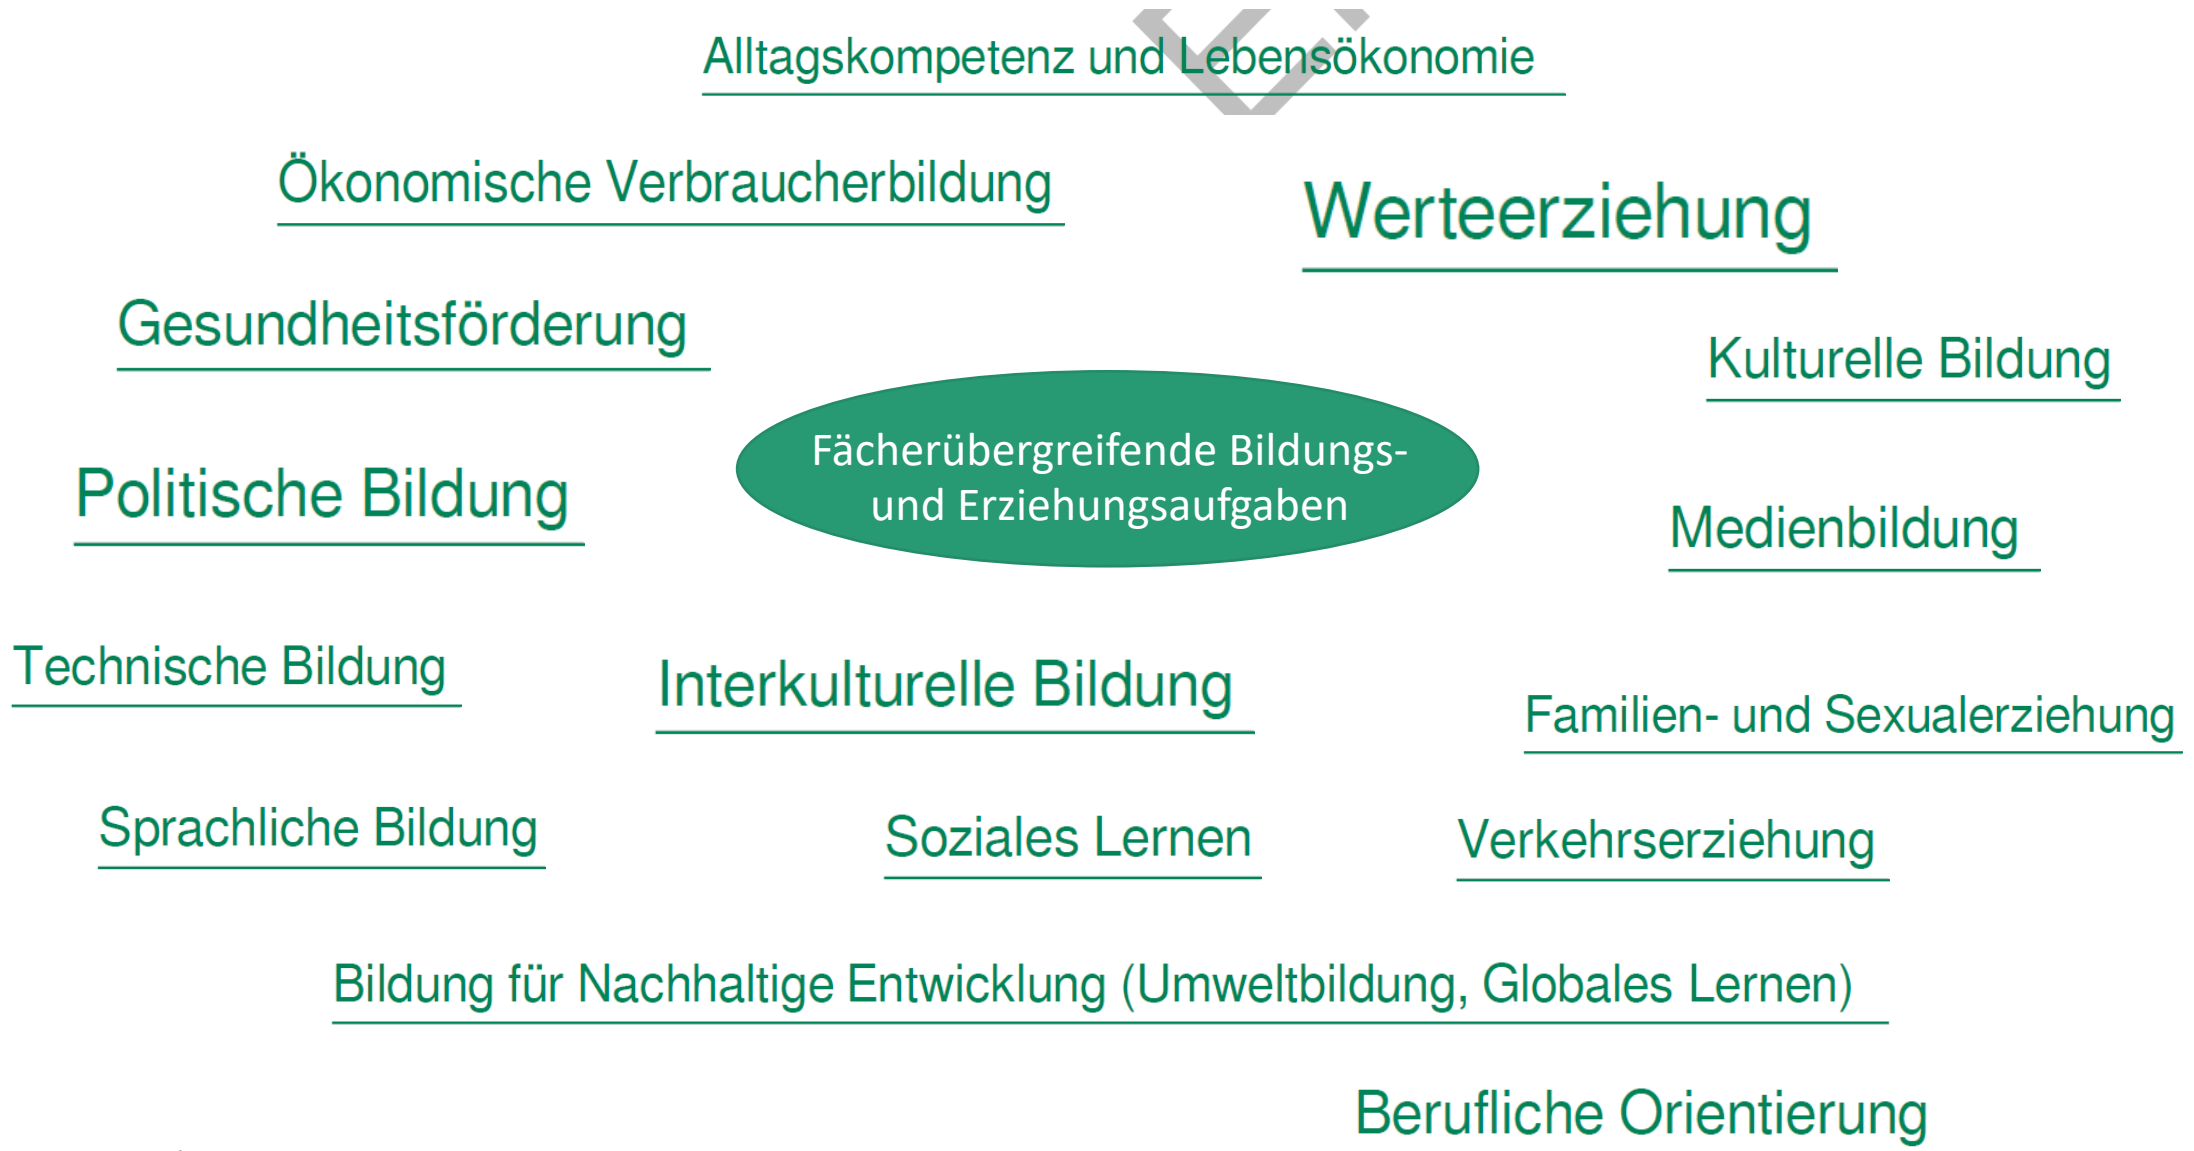 Alltagskompetenz und Lebensökonomie
Ökonomische Verbraucherbildung
Werteerziehung
Gesundheitsförderung
Kulturelle Bildung
Fächerübergreifende Bildungs-
und Erziehungsaufgaben
Politische Bildung
Medienbildung
Technische Bildung
Interkulturelle Bildung
Familien- und Sexualerziehung
Sprachliche Bildung
Soziales Lernen
Verkehrserziehung
Bildung für Nachhaltige Entwicklung (Umweltbildung, Globales Lernen)
Berufliche Orientierung